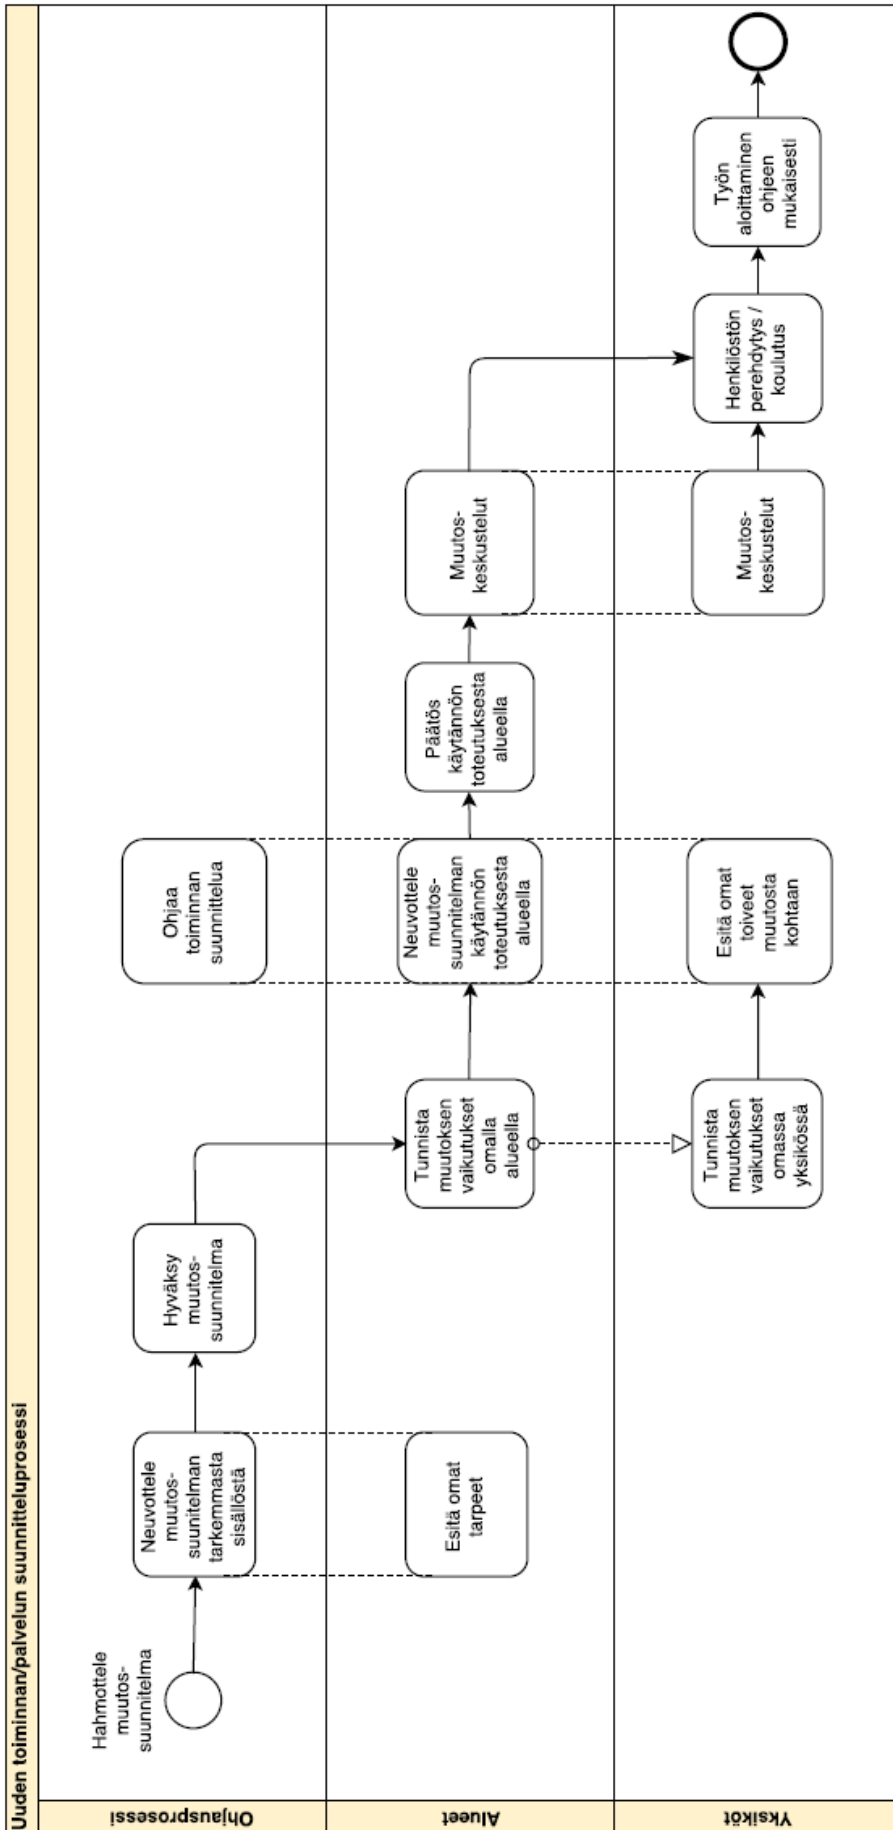 Uuden toiminnan/palvelun suunnitteluprosessi
Ohjausprosessi
Hahmottele
muutos-
suunnitelma
Neuvottele
muutos-
suunitelman
tarkemmasta
sisällöstä
Hyväksy
muutos-
suunnitelma
Ohjaa
toiminnan
suunnittelua
Alueet
Esitä omat
tarpeet
Tunnista
muutoksen
vaikutukset
omalla
alueella
Neuvottele
muutos-
suunnitelman
käytännön
toteutuksesta
alueella
Päätös
käytännön
toteutuksesta
alueella
Muutos-
keskustelut
Yksiköt
Tunnista
muutoksen
vaikutukset
omassa
yksikössä
Esitä omat
toiveet
muutosta
kohtaan
Muutos-
keskustelut
Henkilöstön
perehdytys /
koulutus
Työn
aloittaminen
ohjeen
mukaisesti